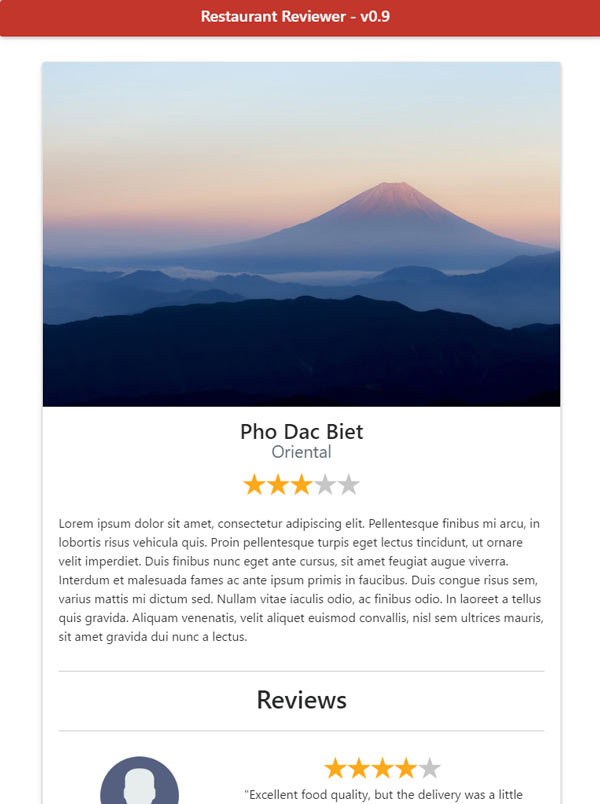 Restaurant Reviewer - v0.9
Pho Dac Biet
Oriental
Lorem ipsum dolor sit amet, consectetur adipiscing elit. Pellentesque finibus mi arcu, in
lobortis risus vehicula quis. Proin pellentesque turpis eget lectus tincidunt, ut ornare
velit imperdiet. Duis finibus nunc eget ante cursus, sit amet feugiat augue viverra.
Interdum et malesuada fames ac ante ipsum primis in faucibus. Duis congue risus sem,
varius mattis mi dictum sed. Nullam vitae iaculis odio, ac finibus odio. In laoreet a tellus
quis gravida. Aliquam venenatis, velit aliquet euismod convallis, nisl sem ultrices mauris,
sit amet gravida dui nunc a lectus.
Reviews
"Excellent food quality, but the delivery was a little